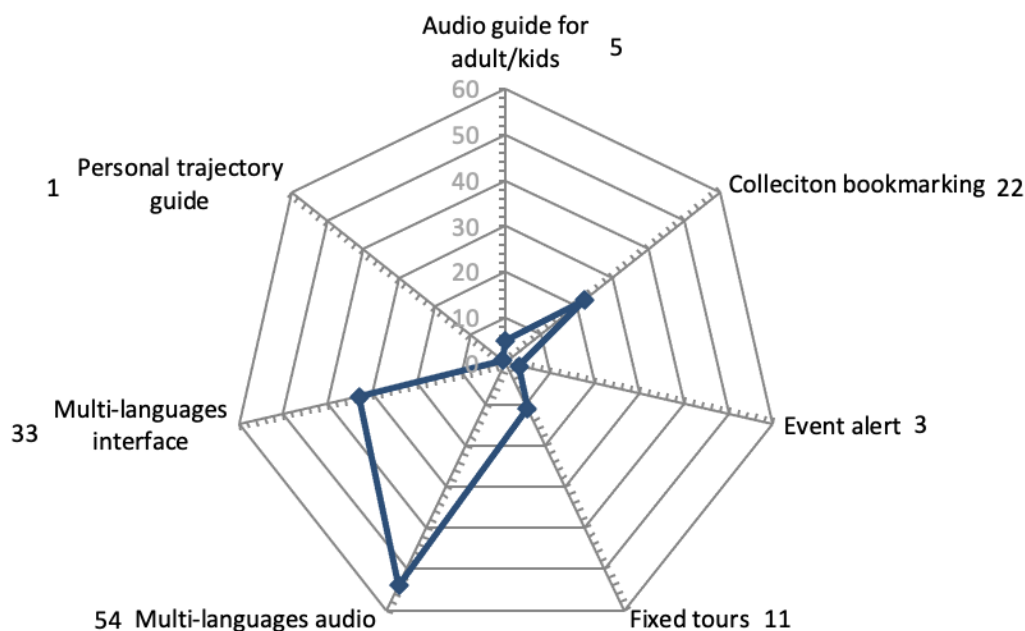 Audio guide for
adult/kids 5
60
50
40
30
20
10
0
Colleciton bookmarking 22
Event alert 3
Fixed tours 11
54 Multi-languages audio
33 Multi-languages
interface
1 Personal trajectory
guide